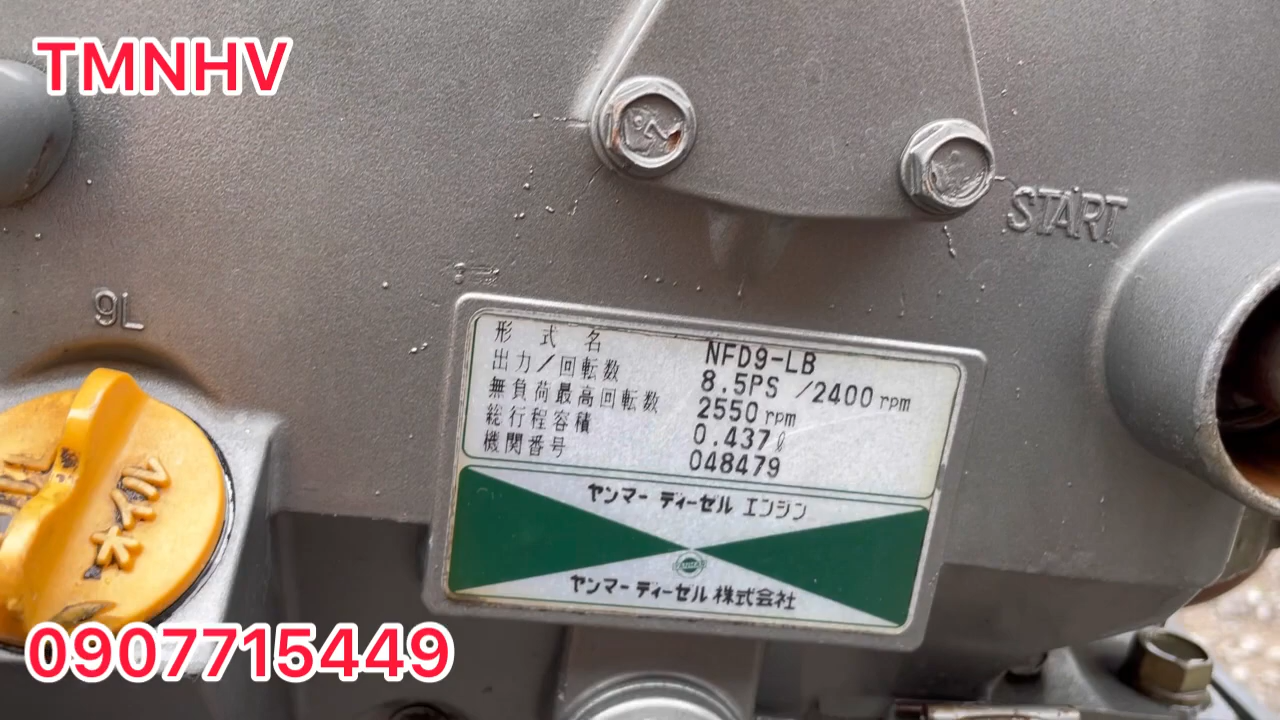 TMNHV
START
9L
形式名 NFD9-LB
出力/回転数 8.5PS /2400 rpm
無負荷最高回転数 2550 rpm
総行程容積 0.437ℓ
機関番号 048479
ヤンマー ディーゼル エンジン
ヤンマー ディーゼル 株式会社
0907715449